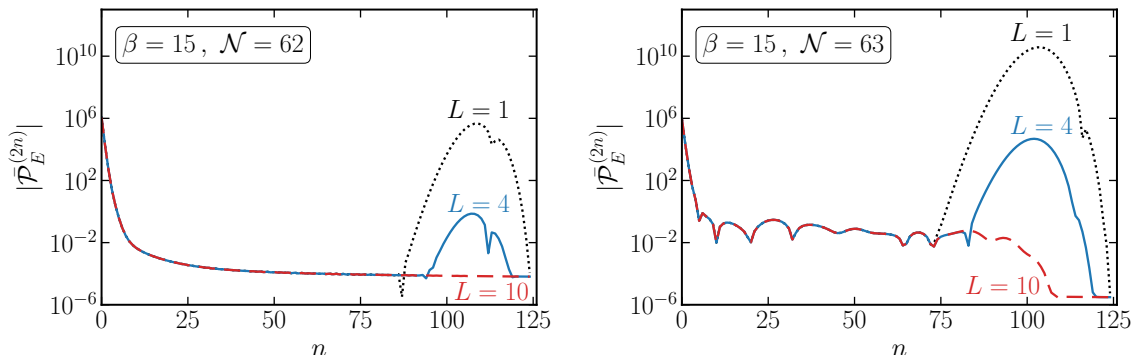 β = 15 , 𝒩 = 62
|𝒫̄_E^{(2n)}|
10^{10}
10^{6}
10^{2}
10^{−2}
10^{−6}
L = 1
L = 4
L = 10
0 25 50 75 100 125
n
β = 15 , 𝒩 = 63
|𝒫̄_E^{(2n)}|
10^{10}
10^{6}
10^{2}
10^{−2}
10^{−6}
L = 1
L = 4
L = 10
0 25 50 75 100 125
n